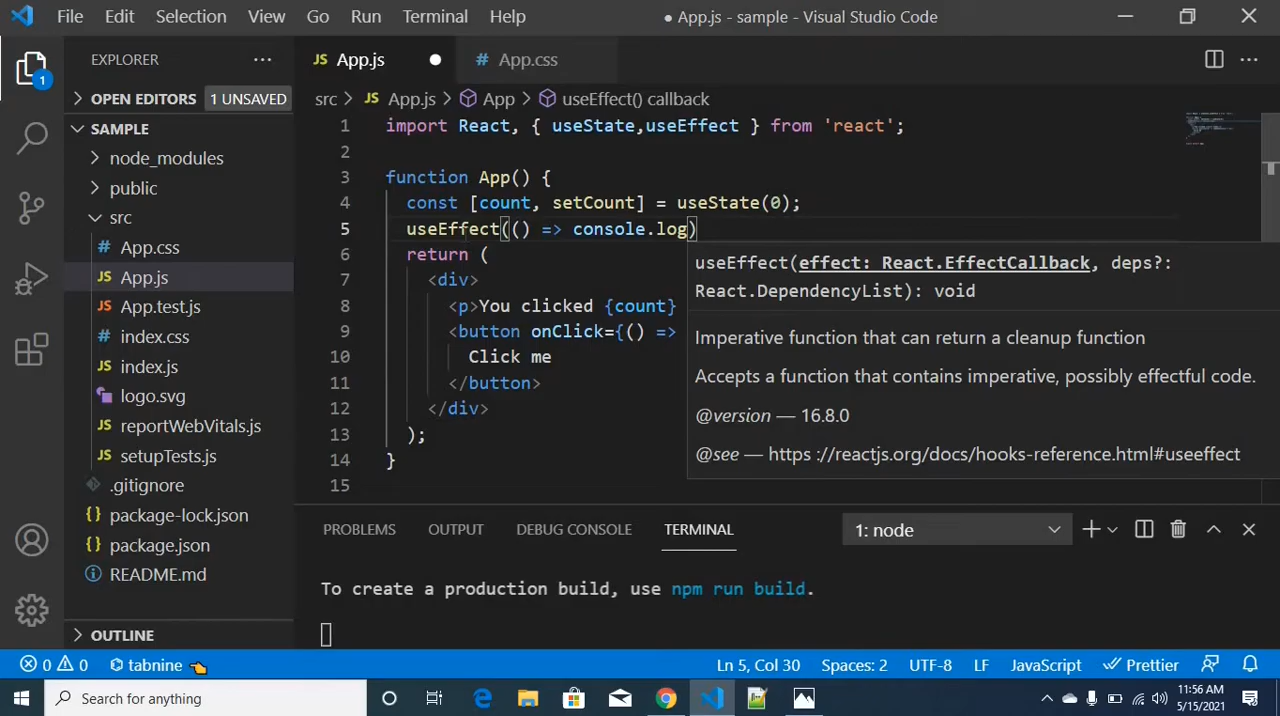 File Edit Selection View Go Run Terminal Help ● App.js - sample - Visual Studio Code
EXPLORER ... JS App.js ● # App.css ...
1
OPEN EDITORS 1 UNSAVED
src > JS App.js > App > useEffect() callback
SAMPLE
node_modules
public
src
App.css
JS App.js
JS App.test.js
# index.css
JS index.js
logo.svg
JS reportWebVitals.js
JS setupTests.js
.gitignore
{} package-lock.json
{} package.json
README.md
OUTLINE
1 import React, { useState,useEffect } from 'react';
2
3 function App() {
4 const [count, setCount] = useState(0);
5 useEffect(() => console.log)
6 return (
7 <div>
8 <p>You clicked {count}
9 <button onClick={() =>
10 Click me
11 </button>
12 </div>
13 );
14 }
15
useEffect(effect: React.EffectCallback, deps?:
React.DependencyList): void
Imperative function that can return a cleanup function
Accepts a function that contains imperative, possibly effectful code.
@version — 16.8.0
@see — https ://reactjs.org/docs/hooks-reference.html#useeffect
PROBLEMS OUTPUT DEBUG CONSOLE TERMINAL 1: node
To create a production build, use npm run build.
0 0 tabnine Ln 5, Col 30 Spaces: 2 UTF-8 LF JavaScript Prettier
Search for anything
11:56 AM
5/15/2021